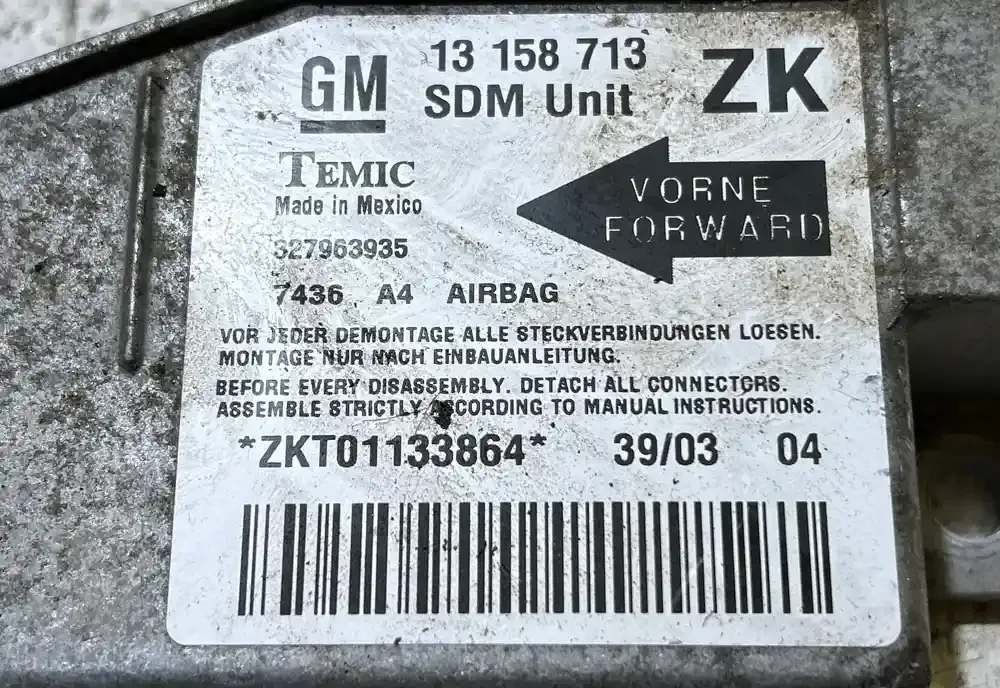 GM 13 158 713 ZK
SDM Unit
TEMIC
Made in Mexico
VORNE
FORWARD
327963935
7436 A4 AIRBAG
VOR JEDER DEMONTAGE ALLE STECKVERBINDUNGEN LOESEN.
MONTAGE NUR NACH EINBAUANLEITUNG.
BEFORE EVERY DISASSEMBLY. DETACH ALL CONNECTORS.
ASSEMBLE STRICTLY ACCORDING TO MANUAL INSTRUCTIONS.
*ZKT01133864* 39/03 04